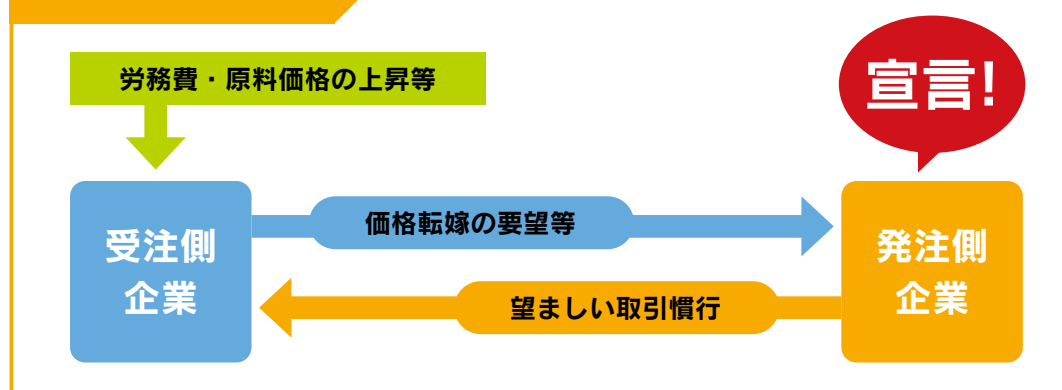 労務費・原料価格の上昇等
宣言!
受注側
企業
価格転嫁の要望等
望ましい取引慣行
発注側
企業